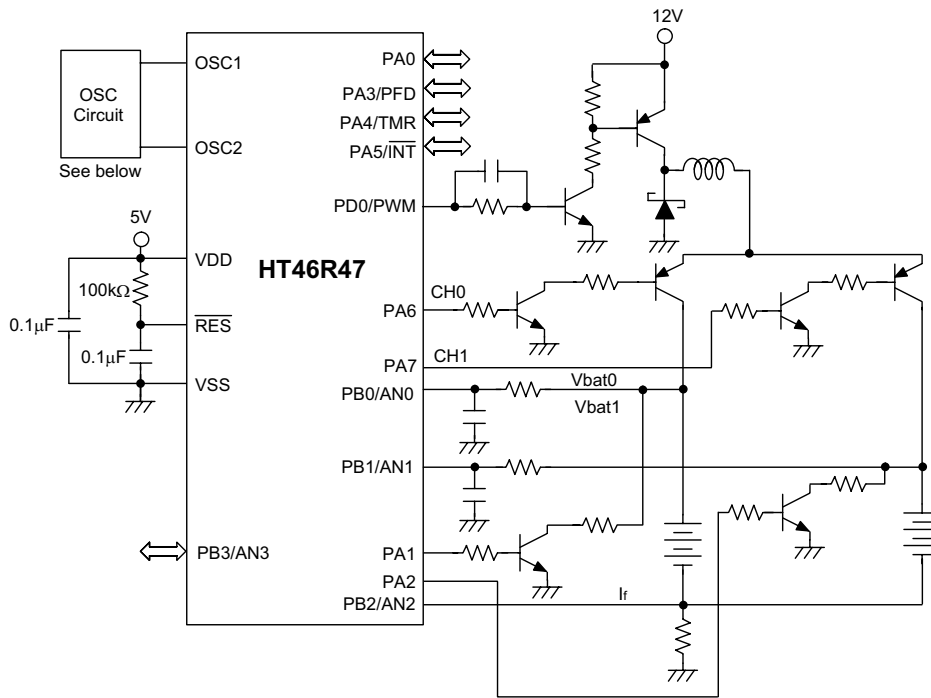 12V
OSC1
PA0
OSC
Circuit
PA3/PFD
PA4/TMR
OSC2
PA5/INT
See below
PD0/PWM
5V
VDD
HT46R47
100kΩ
CH0
PA6
0.1μF
RES
0.1μF
PA7
CH1
VSS
PB0/AN0
Vbat0
Vbat1
PB1/AN1
PB3/AN3
PA1
PA2
PB2/AN2
If